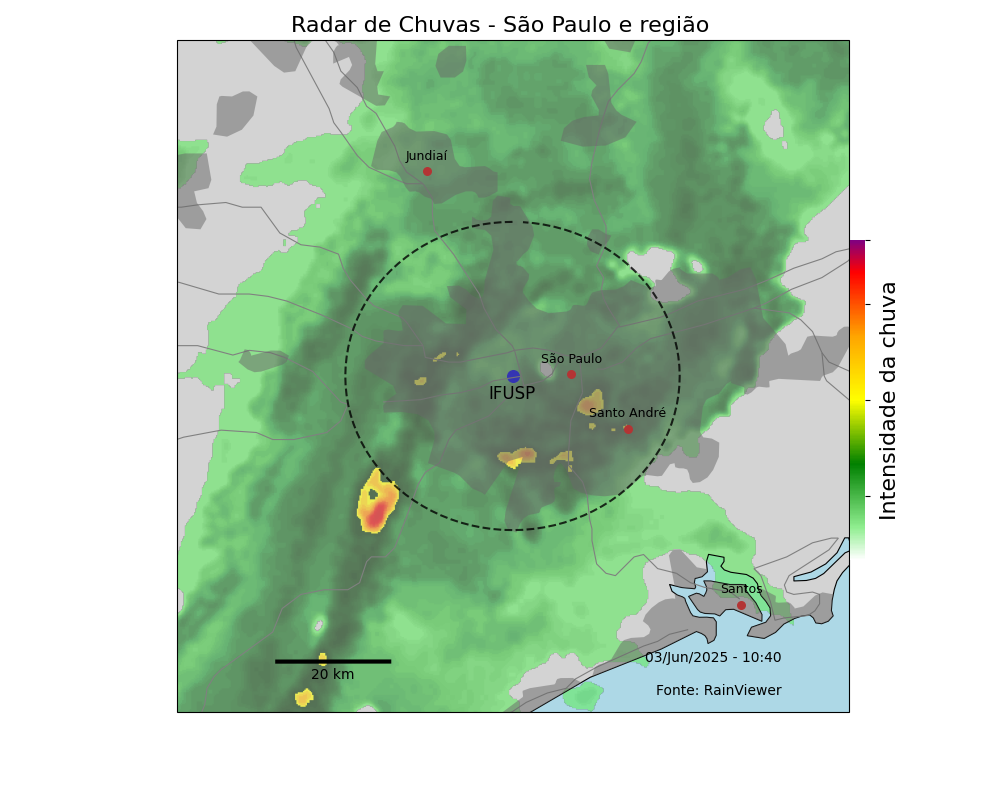 Radar de Chuvas - São Paulo e região
Jundiaí
São Paulo
IFUSP
Santo André
Intensidade da chuva
Santos
03/Jun/2025 - 10:40
20 km
Fonte: RainViewer